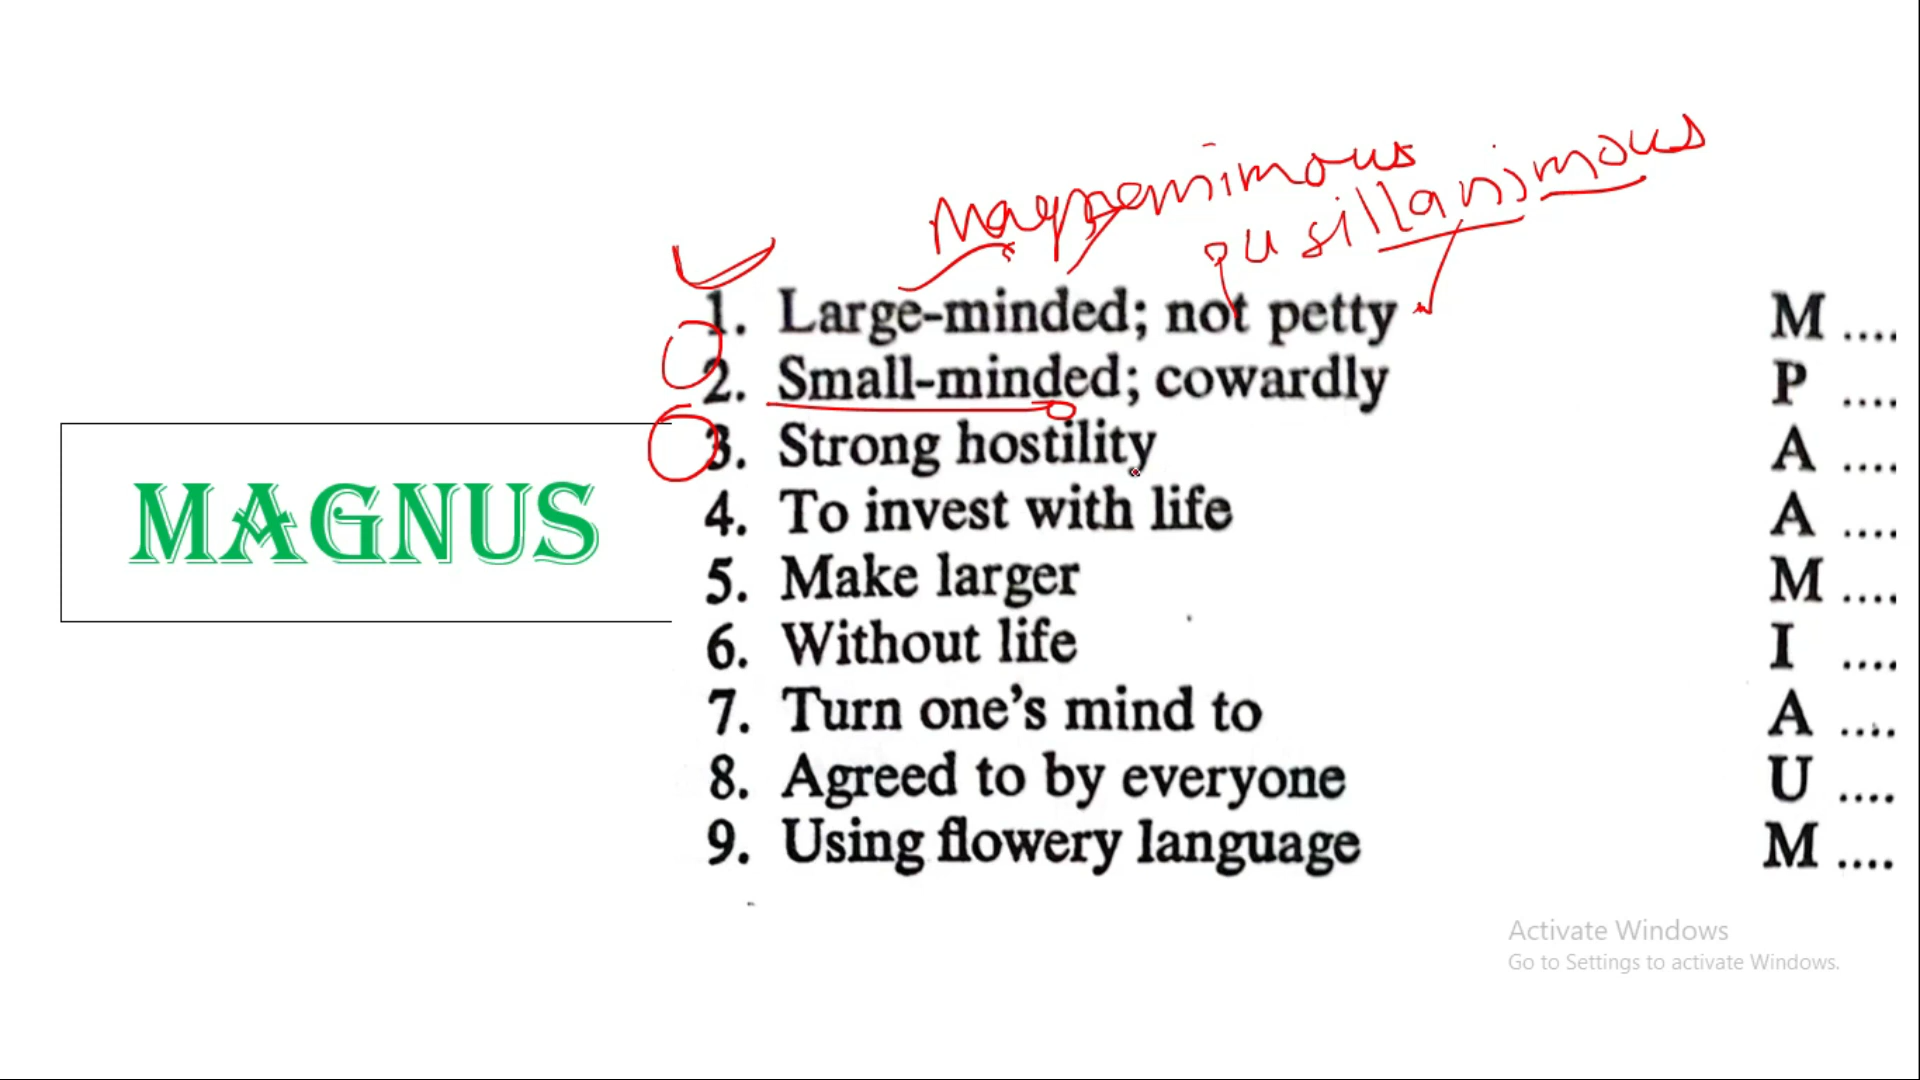 Magnanimous
pusillanimous
1. Large-minded; not petty M ....
2. Small-minded; cowardly P ....
3. Strong hostility A ....
MAGNUS
4. To invest with life A ....
5. Make larger M ....
6. Without life I ....
7. Turn one's mind to A ....
8. Agreed to by everyone U ....
9. Using flowery language M ....
Activate Windows
Go to Settings to activate Windows.